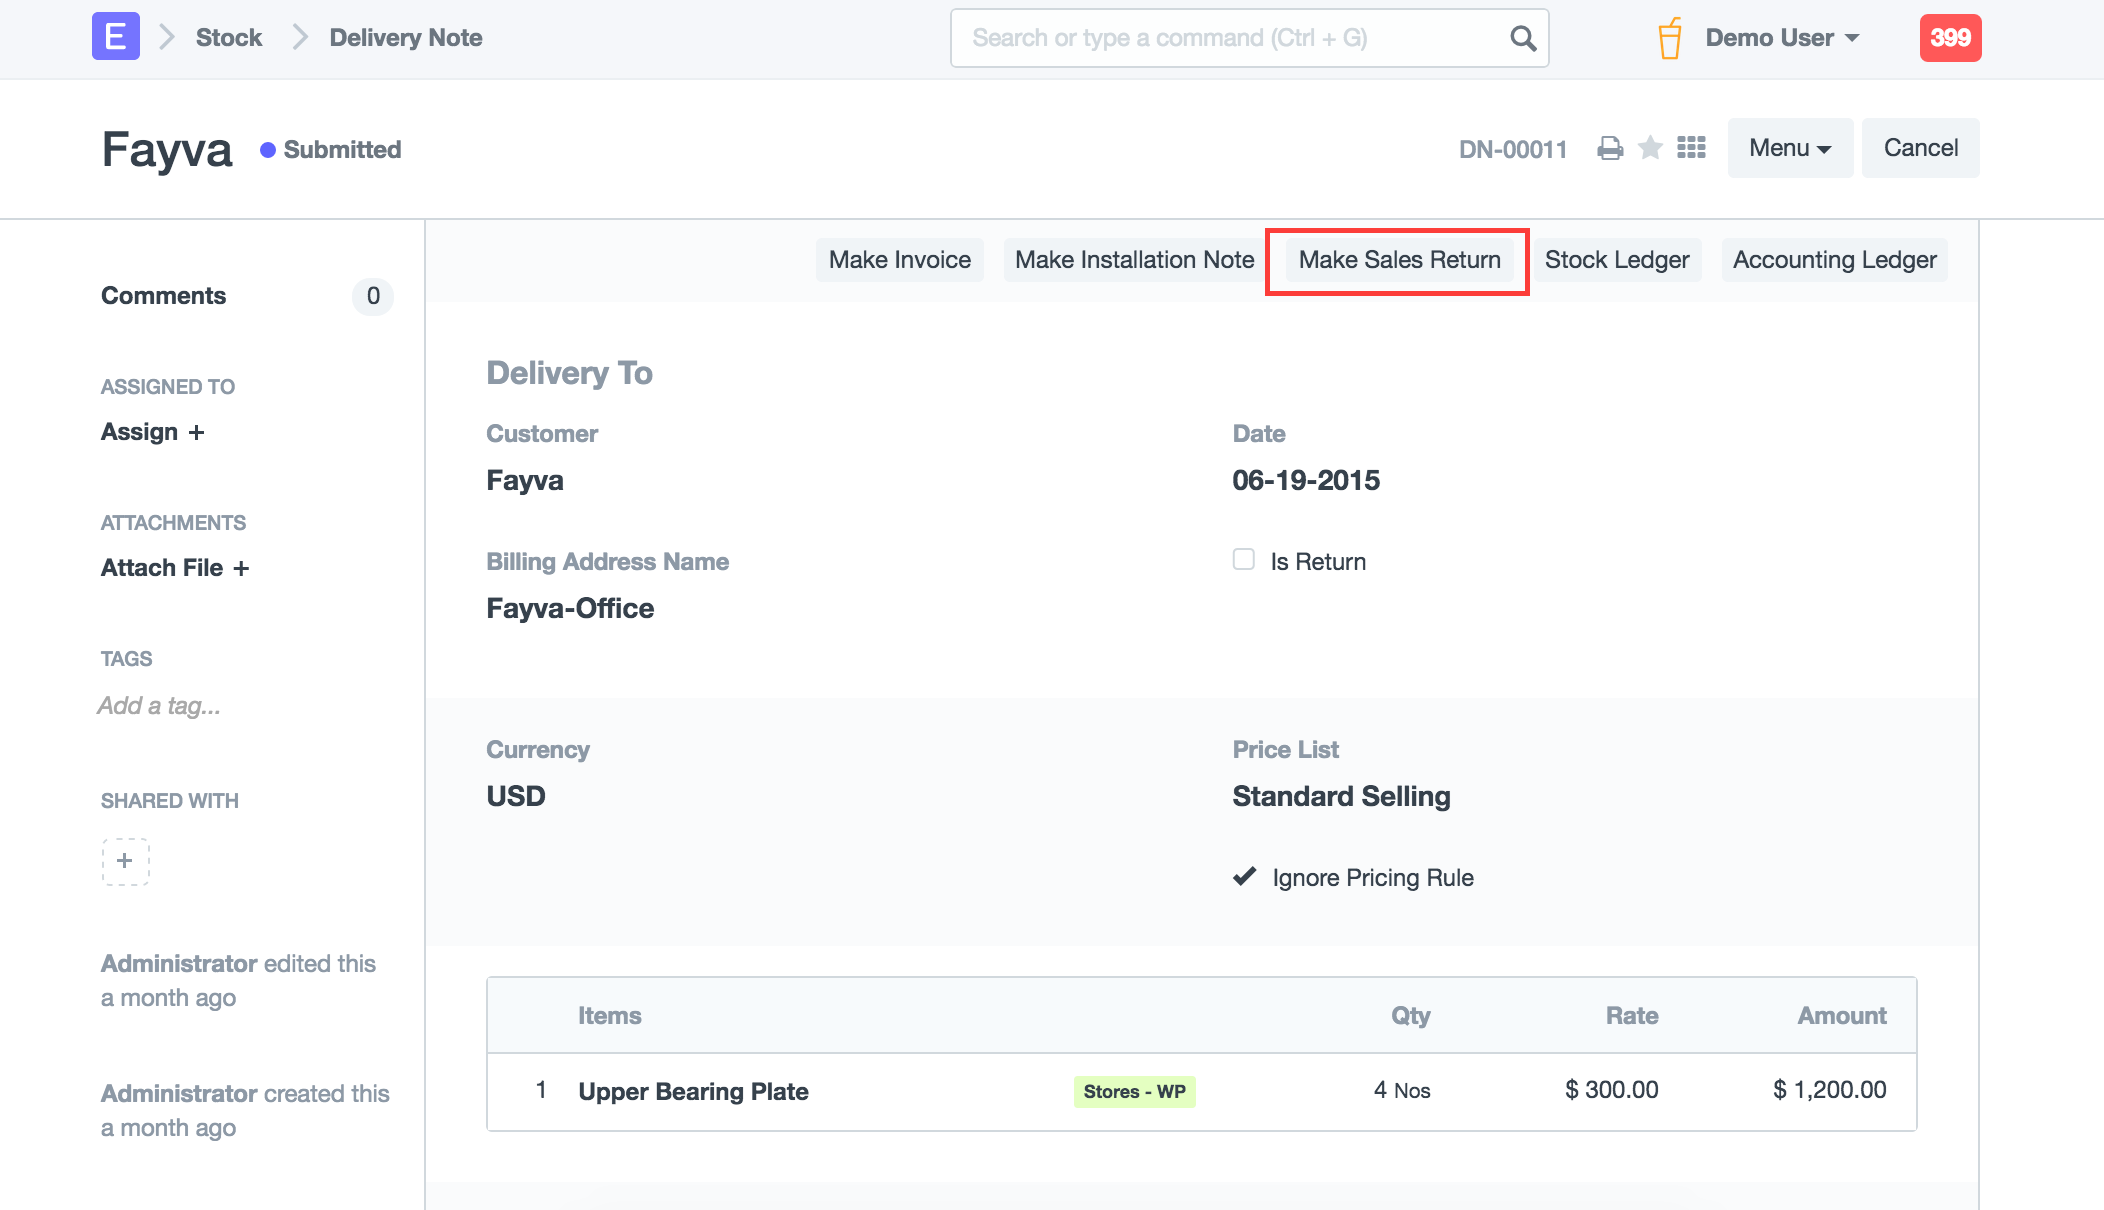 E Stock Delivery Note Search or type a command (Ctrl + G) Demo User 399
Fayva Submitted DN-00011 Menu Cancel
Make Invoice Make Installation Note Make Sales Return Stock Ledger Accounting Ledger
Comments 0
ASSIGNED TO
Assign +
ATTACHMENTS
Attach File +
TAGS
Add a tag...
SHARED WITH
+
Administrator edited this
a month ago
Administrator created this
a month ago
Delivery To
Customer
Fayva
Date
06-19-2015
Billing Address Name
Fayva-Office
Is Return
Currency
USD
Price List
Standard Selling
Ignore Pricing Rule
Items Qty Rate Amount
1 Upper Bearing Plate Stores - WP 4 Nos $ 300.00 $ 1,200.00